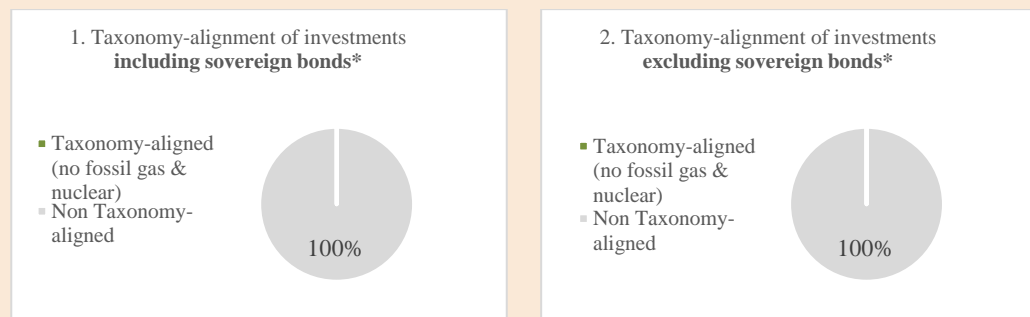 1. Taxonomy-alignment of investments
including sovereign bonds*
Taxonomy-aligned
(no fossil gas &
nuclear)
Non Taxonomy-
aligned
100%
2. Taxonomy-alignment of investments
excluding sovereign bonds*
Taxonomy-aligned
(no fossil gas &
nuclear)
Non Taxonomy-
aligned
100%